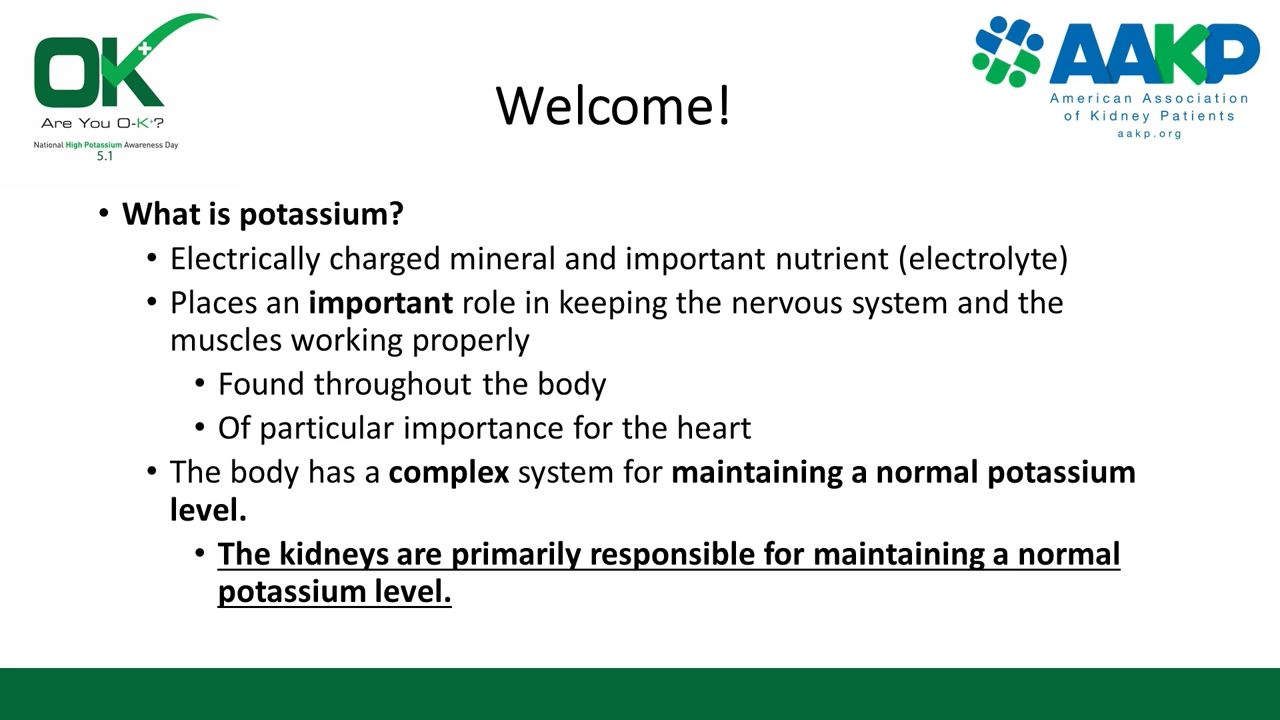 OK
Are You O-K+?
National High Potassium Awareness Day
5.1
AAKP
American Association
of Kidney Patients
aakp.org
Welcome!
• What is potassium?
• Electrically charged mineral and important nutrient (electrolyte)
• Places an important role in keeping the nervous system and the
muscles working properly
• Found throughout the body
• Of particular importance for the heart
• The body has a complex system for maintaining a normal potassium
level.
• The kidneys are primarily responsible for maintaining a normal
potassium level.